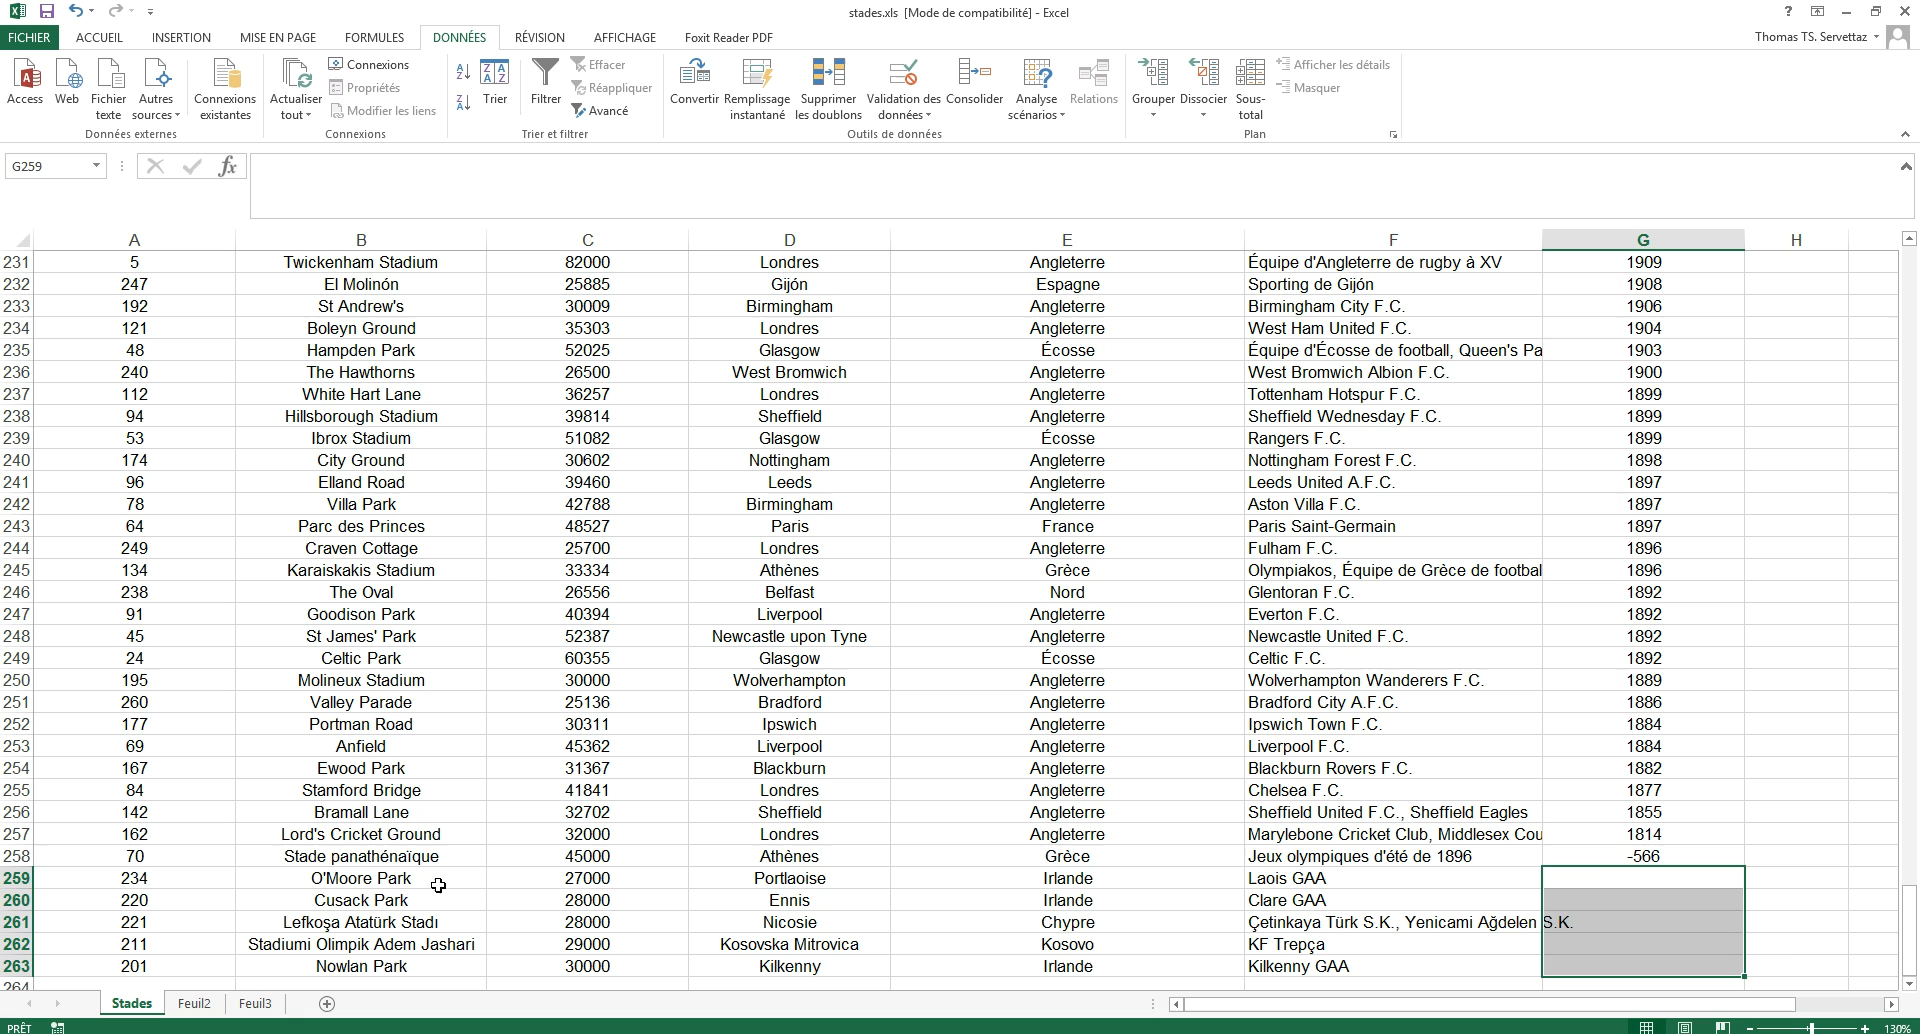 stades.xls [Mode de compatibilité] - Excel
FICHIER ACCUEIL INSERTION MISE EN PAGE FORMULES DONNÉES RÉVISION AFFICHAGE Foxit Reader PDF Thomas TS. Servettaz
Access Web Fichier texte Autres sources Connexions existantes Actualiser tout Connexions Propriétés Modifier les liens Trier Filtrer Effacer Réappliquer Avancé Convertir Remplissage instantané Supprimer les doublons Validation des données Consolider Analyse scénarios Relations Grouper Dissocier Sous-total Afficher les détails Masquer
Données externes Connexions Trier et filtrer Outils de données Plan
G259 fx
A B C D E F G H
231 5 Twickenham Stadium 82000 Londres Angleterre Équipe d'Angleterre de rugby à XV 1909
232 247 El Molinón 25885 Gijón Espagne Sporting de Gijón 1908
233 192 St Andrew's 30009 Birmingham Angleterre Birmingham City F.C. 1906
234 121 Boleyn Ground 35303 Londres Angleterre West Ham United F.C. 1904
235 48 Hampden Park 52025 Glasgow Écosse Équipe d'Écosse de football, Queen's Pa 1903
236 240 The Hawthorns 26500 West Bromwich Angleterre West Bromwich Albion F.C. 1900
237 112 White Hart Lane 36257 Londres Angleterre Tottenham Hotspur F.C. 1899
238 94 Hillsborough Stadium 39814 Sheffield Angleterre Sheffield Wednesday F.C. 1899
239 53 Ibrox Stadium 51082 Glasgow Écosse Rangers F.C. 1899
240 174 City Ground 30602 Nottingham Angleterre Nottingham Forest F.C. 1898
241 96 Elland Road 39460 Leeds Angleterre Leeds United A.F.C. 1897
242 78 Villa Park 42788 Birmingham Angleterre Aston Villa F.C. 1897
243 64 Parc des Princes 48527 Paris France Paris Saint-Germain 1897
244 249 Craven Cottage 25700 Londres Angleterre Fulham F.C. 1896
245 134 Karaiskakis Stadium 33334 Athènes Grèce Olympiakos, Équipe de Grèce de footbal 1896
246 238 The Oval 26556 Belfast Nord Glentoran F.C. 1892
247 91 Goodison Park 40394 Liverpool Angleterre Everton F.C. 1892
248 45 St James' Park 52387 Newcastle upon Tyne Angleterre Newcastle United F.C. 1892
249 24 Celtic Park 60355 Glasgow Écosse Celtic F.C. 1892
250 195 Molineux Stadium 30000 Wolverhampton Angleterre Wolverhampton Wanderers F.C. 1889
251 260 Valley Parade 25136 Bradford Angleterre Bradford City A.F.C. 1886
252 177 Portman Road 30311 Ipswich Angleterre Ipswich Town F.C. 1884
253 69 Anfield 45362 Liverpool Angleterre Liverpool F.C. 1884
254 167 Ewood Park 31367 Blackburn Angleterre Blackburn Rovers F.C. 1882
255 84 Stamford Bridge 41841 Londres Angleterre Chelsea F.C. 1877
256 142 Bramall Lane 32702 Sheffield Angleterre Sheffield United F.C., Sheffield Eagles 1855
257 162 Lord's Cricket Ground 32000 Londres Angleterre Marylebone Cricket Club, Middlesex Cou 1814
258 70 Stade panathénaïque 45000 Athènes Grèce Jeux olympiques d'été de 1896 -566
259 234 O'Moore Park 27000 Portlaoise Irlande Laois GAA
260 220 Cusack Park 28000 Ennis Irlande Clare GAA
261 221 Lefkoşa Atatürk Stadı 28000 Nicosie Chypre Çetinkaya Türk S.K., Yenicami Ağdelen S.K.
262 211 Stadiumi Olimpik Adem Jashari 29000 Kosovska Mitrovica Kosovo KF Trepça
263 201 Nowlan Park 30000 Kilkenny Irlande Kilkenny GAA
264
Stades Feuil2 Feuil3
PRÊT 130%